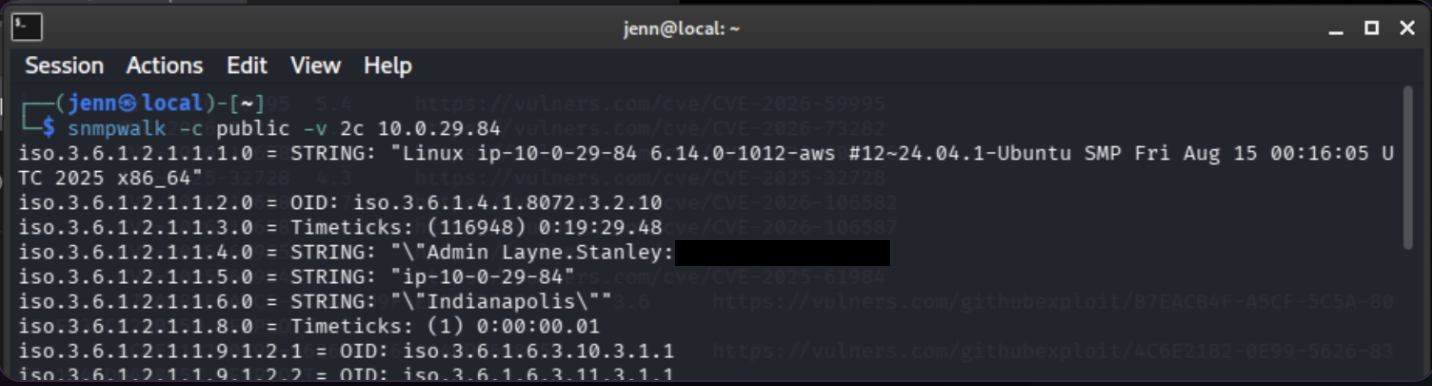 jenn@local: ~
Session Actions Edit View Help
┌──(jenn㉿local)-[~]
└─$ snmpwalk -c public -v 2c 10.0.29.84
iso.3.6.1.2.1.1.1.0 = STRING: "Linux ip-10-0-29-84 6.14.0-1012-aws #12~24.04.1-Ubuntu SMP Fri Aug 15 00:16:05 U
TC 2025 x86_64"
iso.3.6.1.2.1.1.2.0 = OID: iso.3.6.1.4.1.8072.3.2.10
iso.3.6.1.2.1.1.3.0 = Timeticks: (116948) 0:19:29.48
iso.3.6.1.2.1.1.4.0 = STRING: "\"Admin Layne.Stanley:
iso.3.6.1.2.1.1.5.0 = STRING: "ip-10-0-29-84"
iso.3.6.1.2.1.1.6.0 = STRING: "\"Indianapolis\""
iso.3.6.1.2.1.1.8.0 = Timeticks: (1) 0:00:00.01
iso.3.6.1.2.1.1.9.1.2.1 = OID: iso.3.6.1.6.3.10.3.1.1
iso.3.6.1.2.1.1.9.1.2.2 = OID: iso.3.6.1.6.3.11.3.1.1